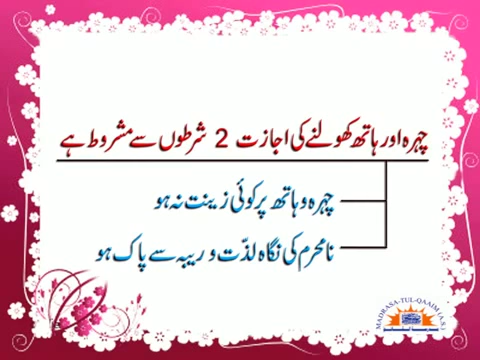 چہرہ اور ہاتھ کھولنے کی اجازت 2 شرطوں سے مشروط ہے
چہرہ و ہاتھ پر کوئی زینت نہ ہو
نامحرم کی نگاہ لذّت و ریبہ سے پاک ہو
MADRASA-TUL-QAAIM (A.S.)